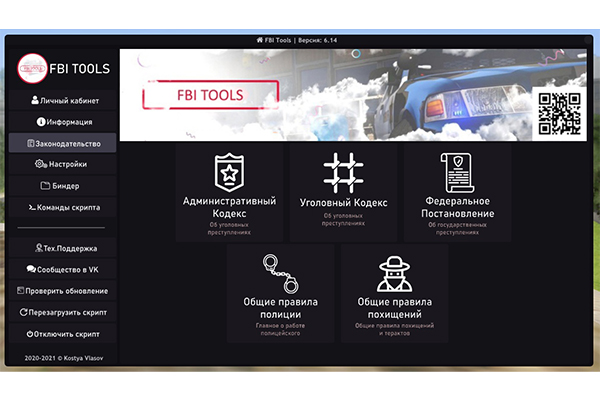 FBI Tools | Версия: 6.14
FBI TOOLS
Личный кабинет
Информация
Законодательство
Настройки
Биндер
Команды скрипта
Тех.Поддержка
Сообщество в VK
Проверить обновление
Перезагрузить скрипт
Отключить скрипт
2020-2021 © Kostya Vlasov
FBI TOOLS
Административный
Кодекс
Об уголовных
преступлениях
Уголовный Кодекс
Об уголовных
преступлениях
Федеральное
Постановление
Об государственных
преступлениях
Общие правила
полиции
Главное о работе
полицейского
Общие правила
похищений
Общие правила похищений
и терактов